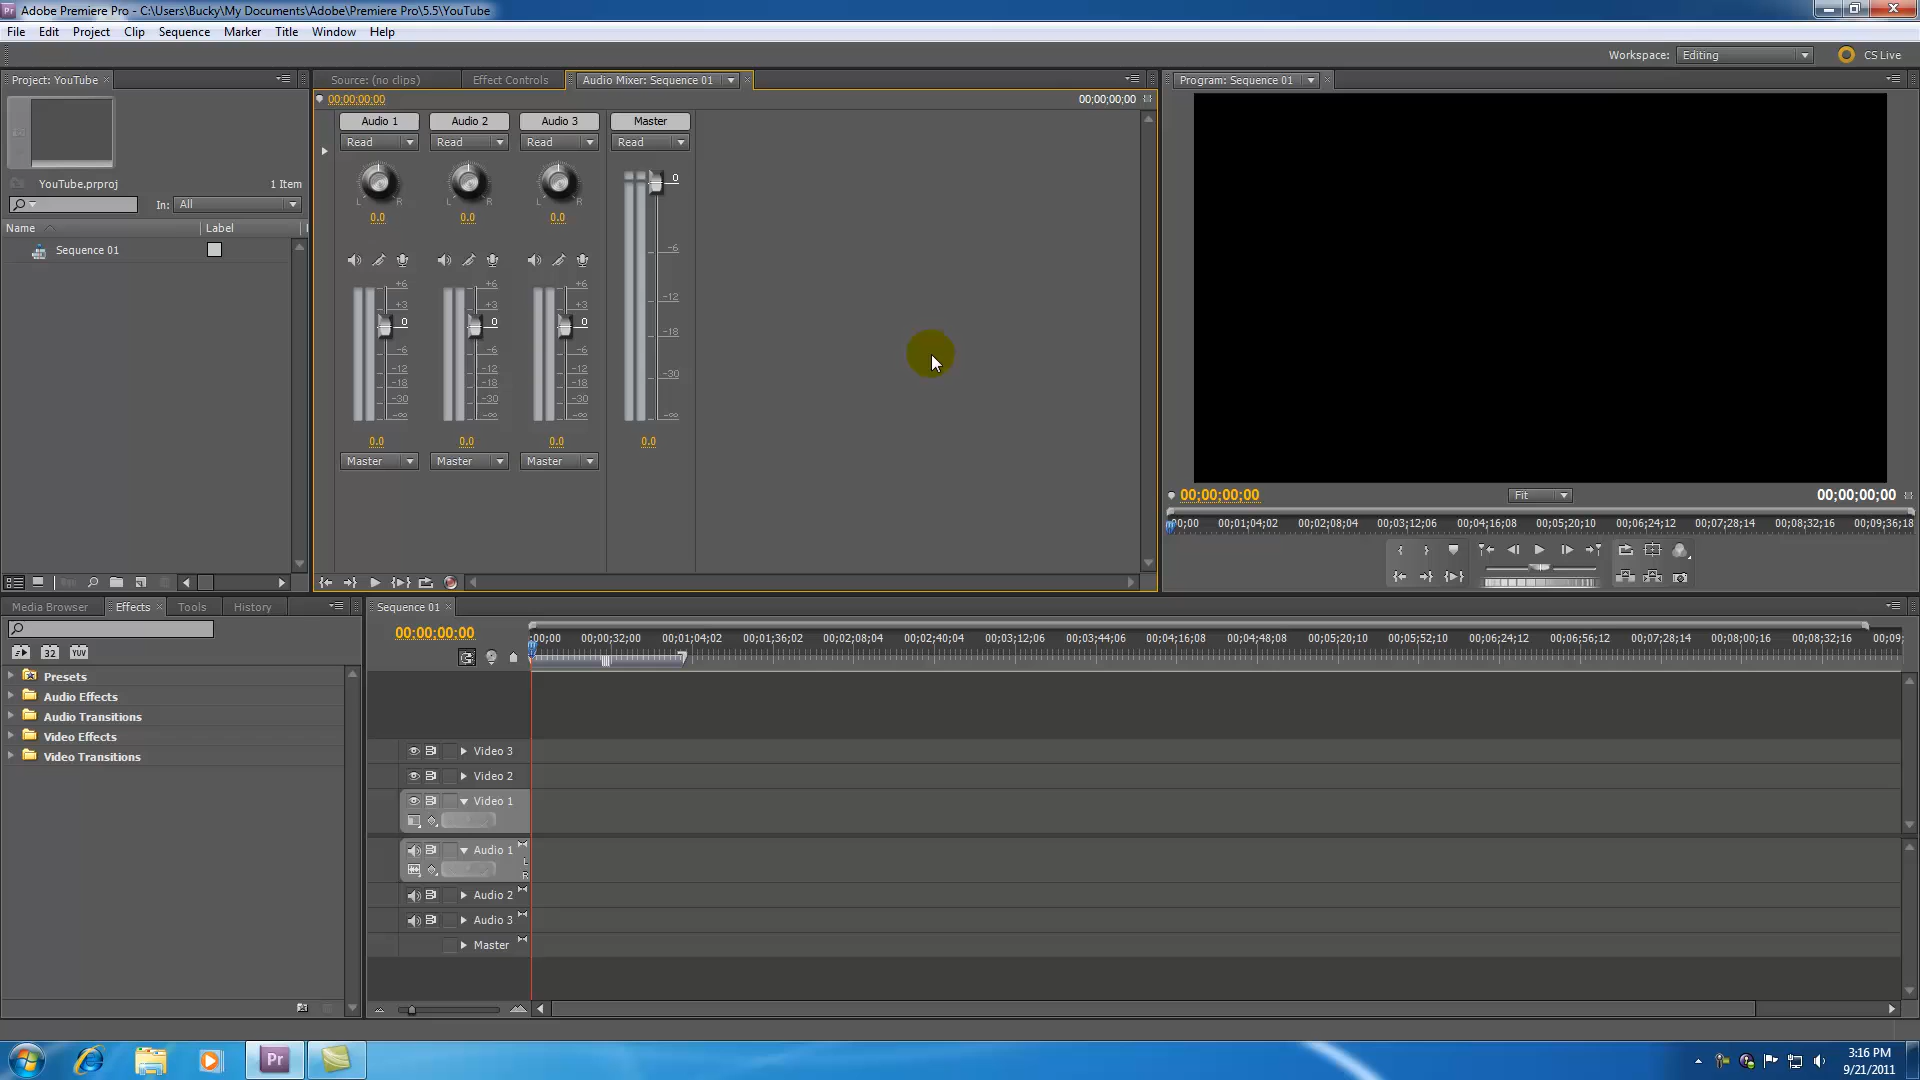 Adobe Premiere Pro - C:\Users\Bucky\My Documents\Adobe\Premiere Pro\5.5\YouTube
File Edit Project Clip Sequence Marker Title Window Help
Workspace: Editing CS Live
Project: YouTube
YouTube.prproj 1 Item
In: All
Name Label
Sequence 01
Source: (no clips) Effect Controls Audio Mixer: Sequence 01
00;00;00;00 00;00;00;00
Audio 1 Audio 2 Audio 3 Master
Read Read Read Read
L R L R L R
0.0 0.0 0.0
0
-6
-12
-18
-30
-∞
+6 +6 +6
+3 +3 +3
0 0 0
-6 -6 -6
-12 -12 -12
-18 -18 -18
-30 -30 -30
-∞ -∞ -∞
0.0 0.0 0.0 0.0
Master Master Master
Program: Sequence 01
00;00;00;00 Fit 00;00;00;00
00;00 00;01;04;02 00;02;08;04 00;03;12;06 00;04;16;08 00;05;20;10 00;06;24;12 00;07;28;14 00;08;32;16 00;09;36;18
Media Browser Effects Tools History
32 YUV
Presets
Audio Effects
Audio Transitions
Video Effects
Video Transitions
Sequence 01
00;00;00;00
;00;00 00;00;32;00 00;01;04;02 00;01;36;02 00;02;08;04 00;02;40;04 00;03;12;06 00;03;44;06 00;04;16;08 00;04;48;08 00;05;20;10 00;05;52;10 00;06;24;12 00;06;56;12 00;07;28;14 00;08;00;16 00;08;32;16 00;09;
Video 3
Video 2
Video 1
Audio 1
L
R
Audio 2
Audio 3
Master
Pr
3:16 PM
9/21/2011